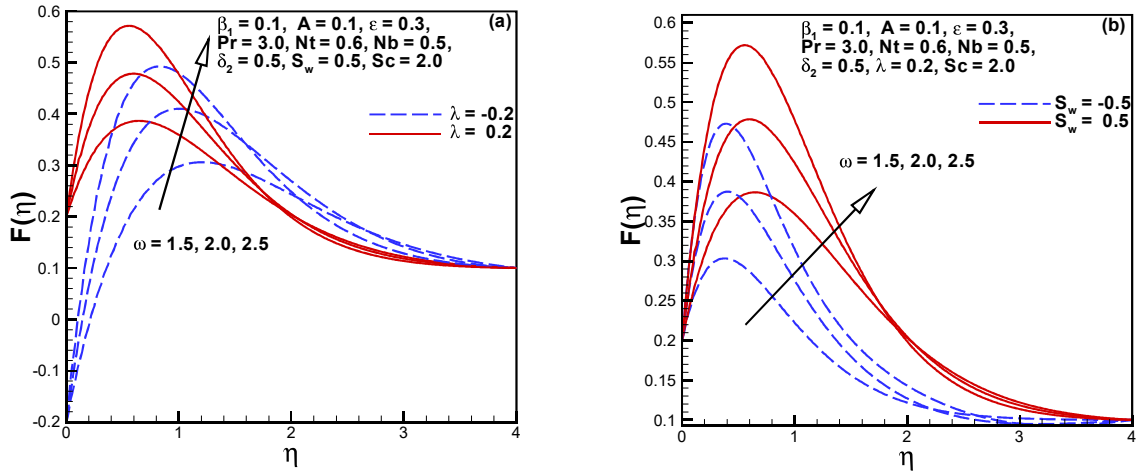 (a)
β₁ = 0.1, A = 0.1, ε = 0.3,
Pr = 3.0, Nt = 0.6, Nb = 0.5,
δ₂ = 0.5, S_w = 0.5, Sc = 2.0
λ = -0.2
λ = 0.2
ω = 1.5, 2.0, 2.5
F(η)
0.6
0.5
0.4
0.3
0.2
0.1
0
-0.1
-0.2
0 1 2 3 4
η
(b)
β₁ = 0.1, A = 0.1, ε = 0.3,
Pr = 3.0, Nt = 0.6, Nb = 0.5,
δ₂ = 0.5, λ = 0.2, Sc = 2.0
S_w = -0.5
S_w = 0.5
ω = 1.5, 2.0, 2.5
F(η)
0.6
0.55
0.5
0.45
0.4
0.35
0.3
0.25
0.2
0.15
0.1
0 1 2 3 4
η